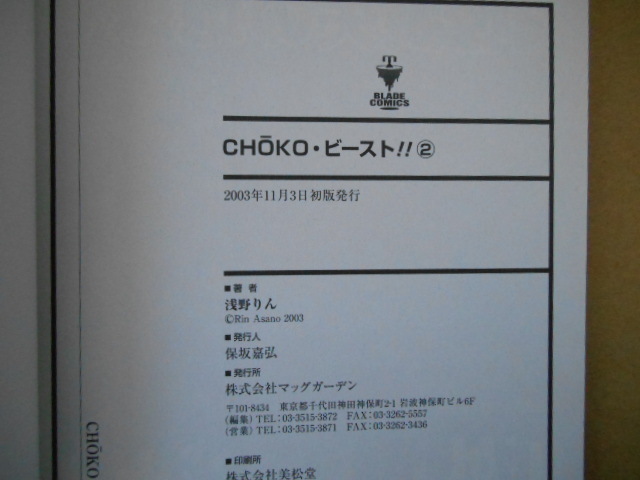 BLADE
COMICS
CHŌKO・ビースト!!②
2003年11月3日初版発行
■著 者
浅野りん
©Rin Asano 2003
■発行人
保坂嘉弘
■発行所
株式会社マッグガーデン
〒101-8434 東京都千代田神田神保町2-1 岩波神保町ビル6F
(編集) TEL:03-3515-3872 FAX:03-3262-5557
(営業) TEL:03-3515-3871 FAX:03-3262-3436
■印刷所
株式会社美松堂
CHŌKO